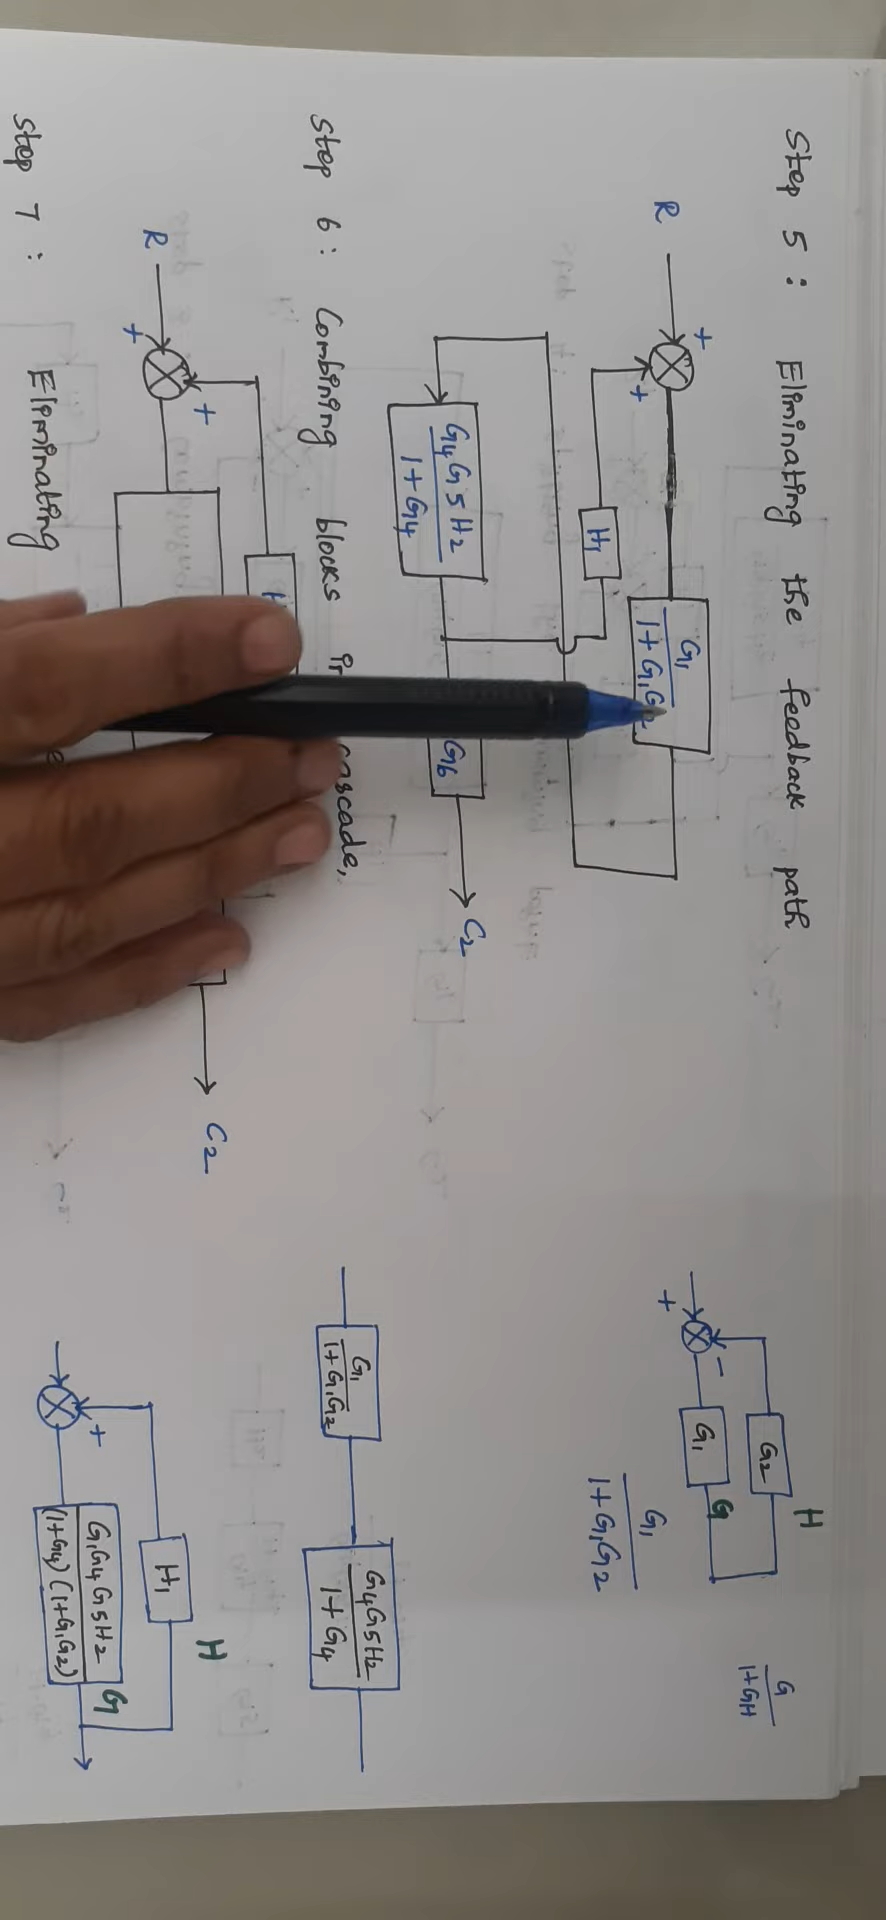 Step 5 : Eliminating the feedback path
R
+
+
G1
1+G1G2
H1
G4G5H2
1+G4
G6
C2
Step 6 : Combining blocks in cascade,
R
+
+
C2
Step 7 : Eliminating
G2
H
+
-
G1
G
G1
1+G1G2
G
1+GH
G1
1+G1G2
G4G5H2
1+G4
H1
H
+
G1G4G5H2
(1+G4)(1+G1G2)
G